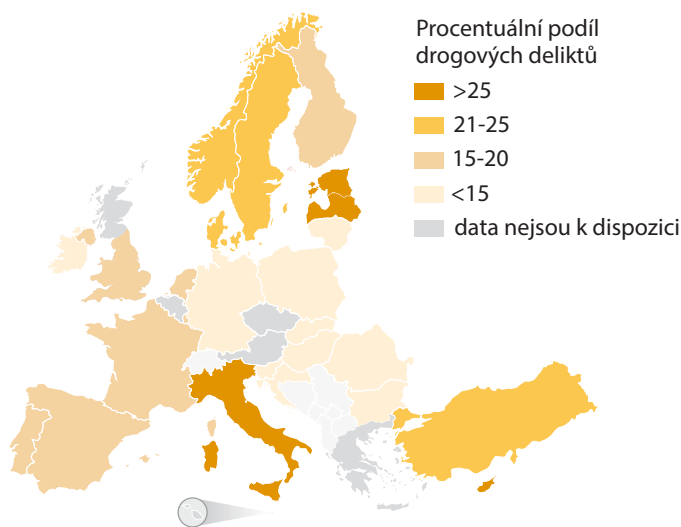 Procentuální podíl
drogových deliktů
>25
21-25
15-20
<15
data nejsou k dispozici